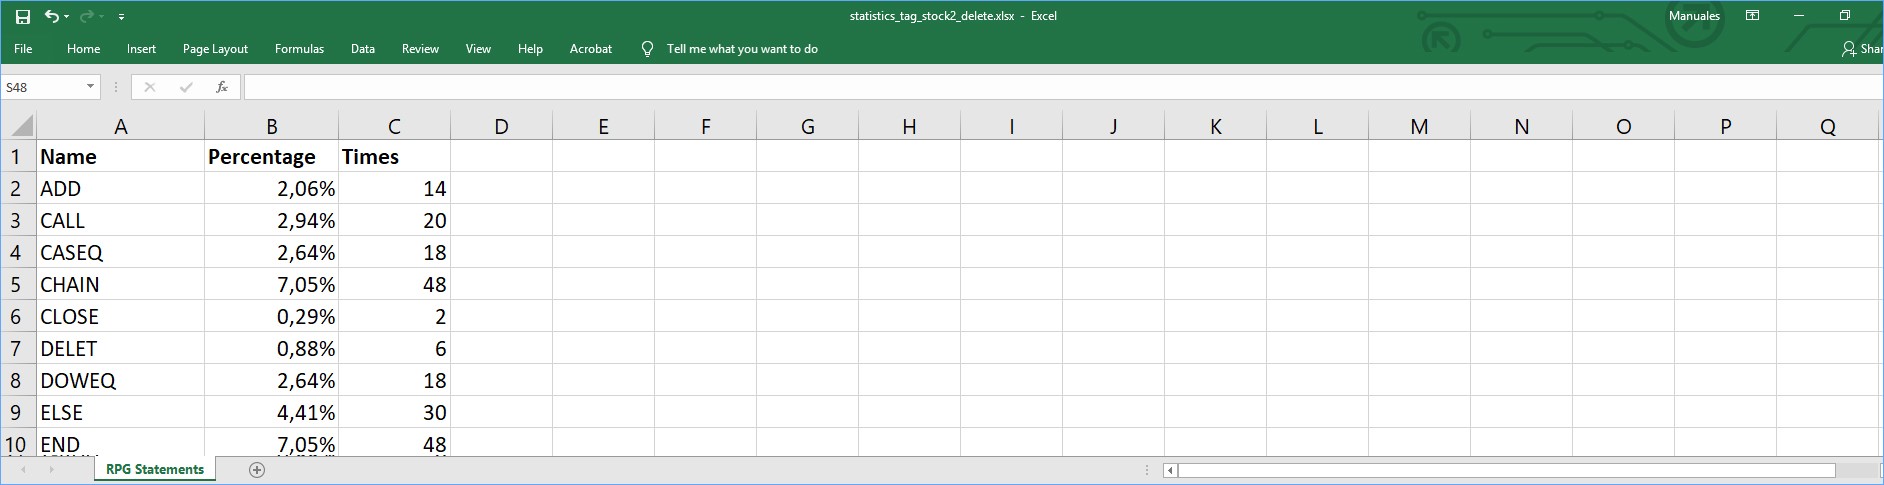 statistics_tag_stock2_delete.xlsx - Excel
Manuales
File Home Insert Page Layout Formulas Data Review View Help Acrobat Tell me what you want to do
S48 fx
A B C D E F G H I J K L M N O P Q
1 Name Percentage Times
2 ADD 2,06% 14
3 CALL 2,94% 20
4 CASEQ 2,64% 18
5 CHAIN 7,05% 48
6 CLOSE 0,29% 2
7 DELET 0,88% 6
8 DOWEQ 2,64% 18
9 ELSE 4,41% 30
10 END 7,05% 48
RPG Statements